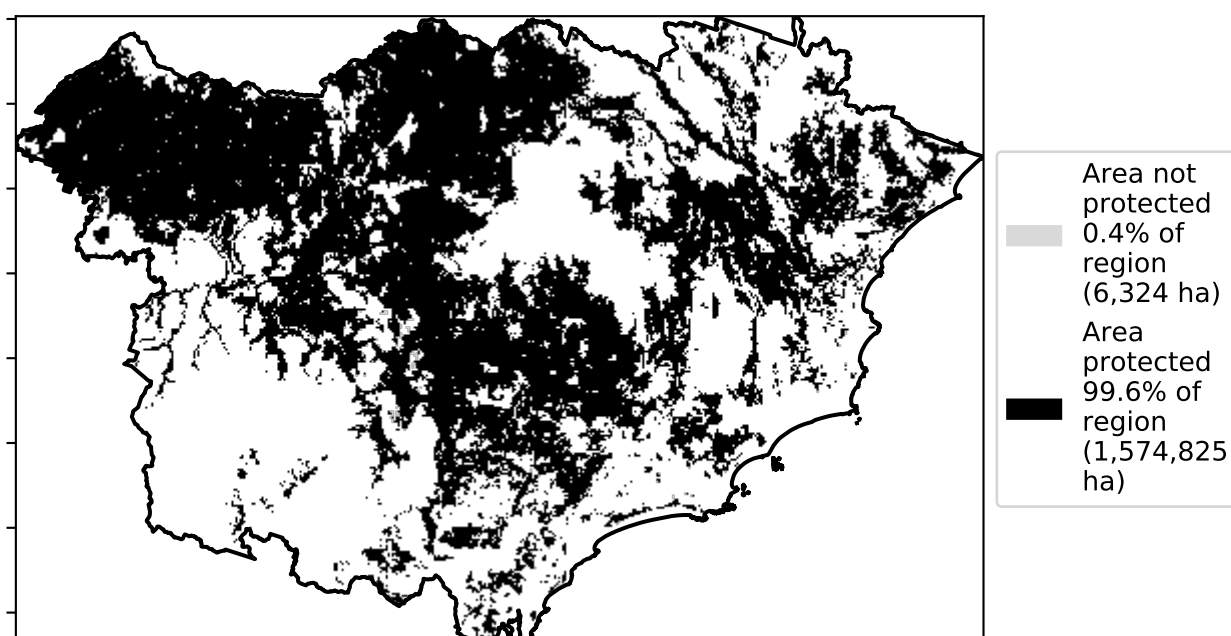 Area not
protected
0.4% of
region
(6,324 ha)
Area
protected
99.6% of
region
(1,574,825
ha)